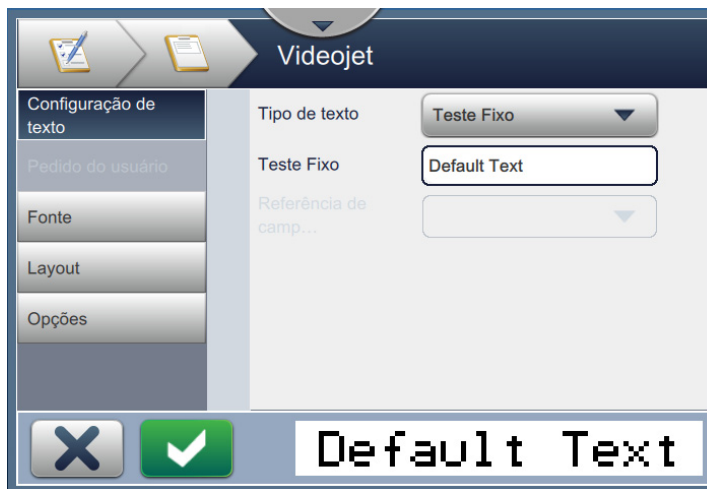 Videojet
Configuração de
texto
Pedido do usuário
Fonte
Layout
Opções
Tipo de texto
Teste Fixo
Teste Fixo
Default Text
Referência de
camp...
Default Text